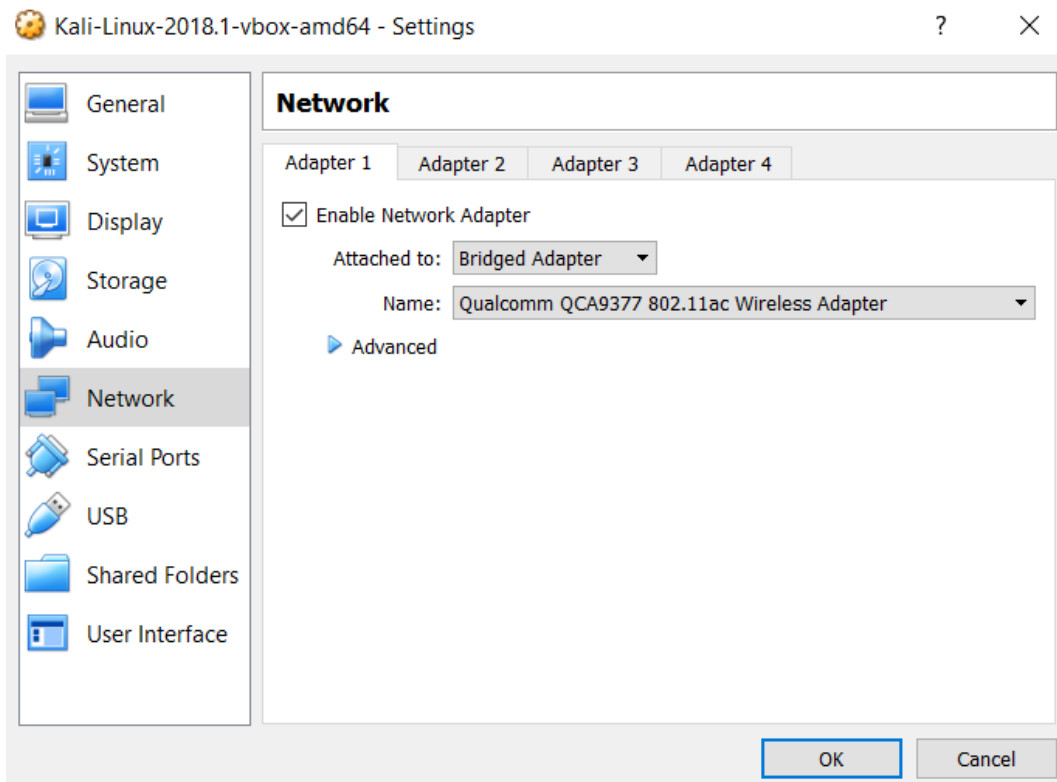 Kali-Linux-2018.1-vbox-amd64 - Settings ? ×
General
System
Display
Storage
Audio
Network
Serial Ports
USB
Shared Folders
User Interface
Network
Adapter 1 Adapter 2 Adapter 3 Adapter 4
Enable Network Adapter
Attached to: Bridged Adapter
Name: Qualcomm QCA9377 802.11ac Wireless Adapter
Advanced
OK Cancel